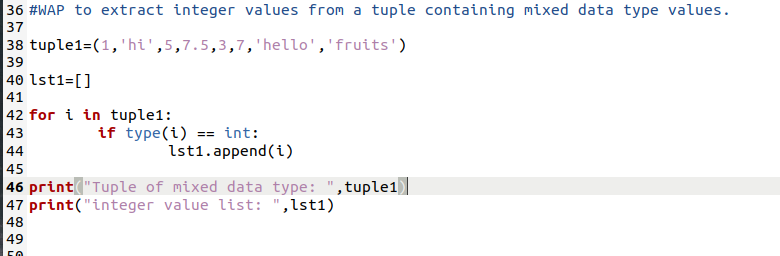 36 #WAP to extract integer values from a tuple containing mixed data type values.
37
38 tuple1=(1,'hi',5,7.5,3,7,'hello','fruits')
39
40 lst1=[]
41
42 for i in tuple1:
43         if type(i) == int:
44                 lst1.append(i)
45
46 print("Tuple of mixed data type: ",tuple1)
47 print("integer value list: ",lst1)
48
49
50